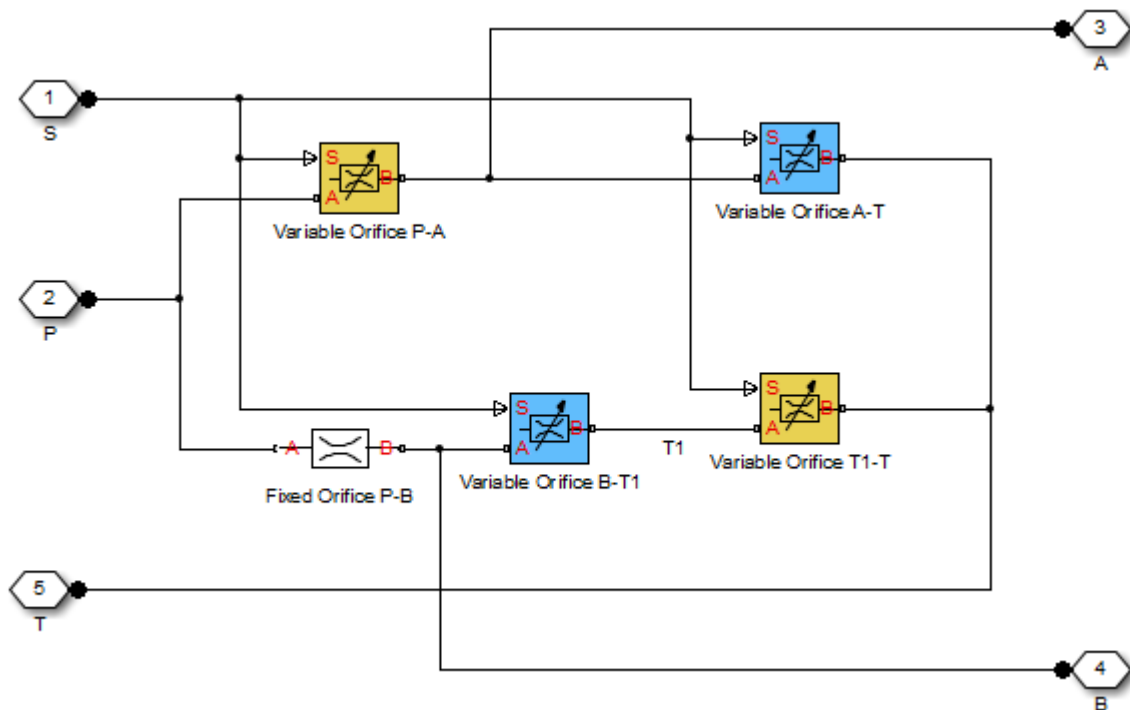 3
A
1
S
S
A
B
Variable Orifice P-A
S
A
B
Variable Orifice A-T
2
P
S
A
B
Variable Orifice T1-T
S
A
B
Variable Orifice B-T1
T1
A
B
Fixed Orifice P-B
5
T
4
B